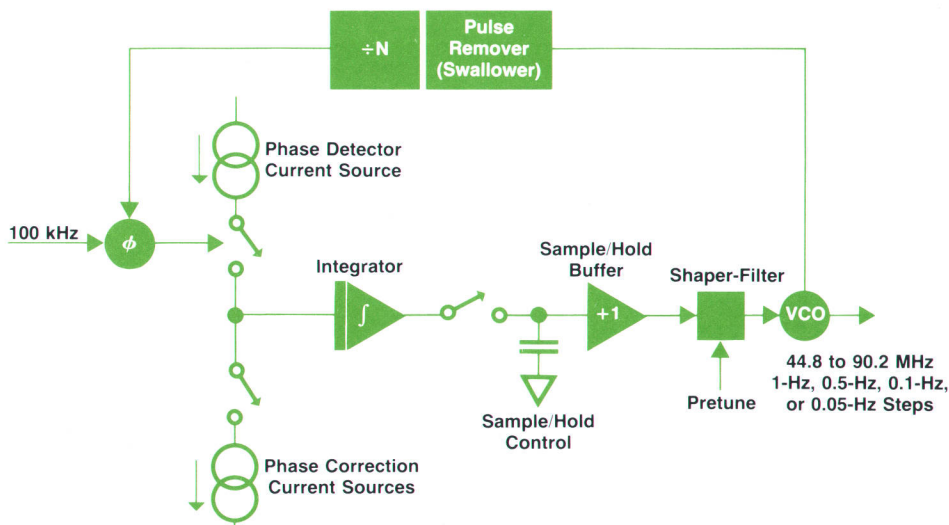 ÷N
Pulse
Remover
(Swallower)
Phase Detector
Current Source
100 kHz
ϕ
Integrator
∫
Sample/Hold
Buffer
+1
Shaper-Filter
VCO
44.8 to 90.2 MHz
1-Hz, 0.5-Hz, 0.1-Hz,
or 0.05-Hz Steps
Pretune
Sample/Hold
Control
Phase Correction
Current Sources